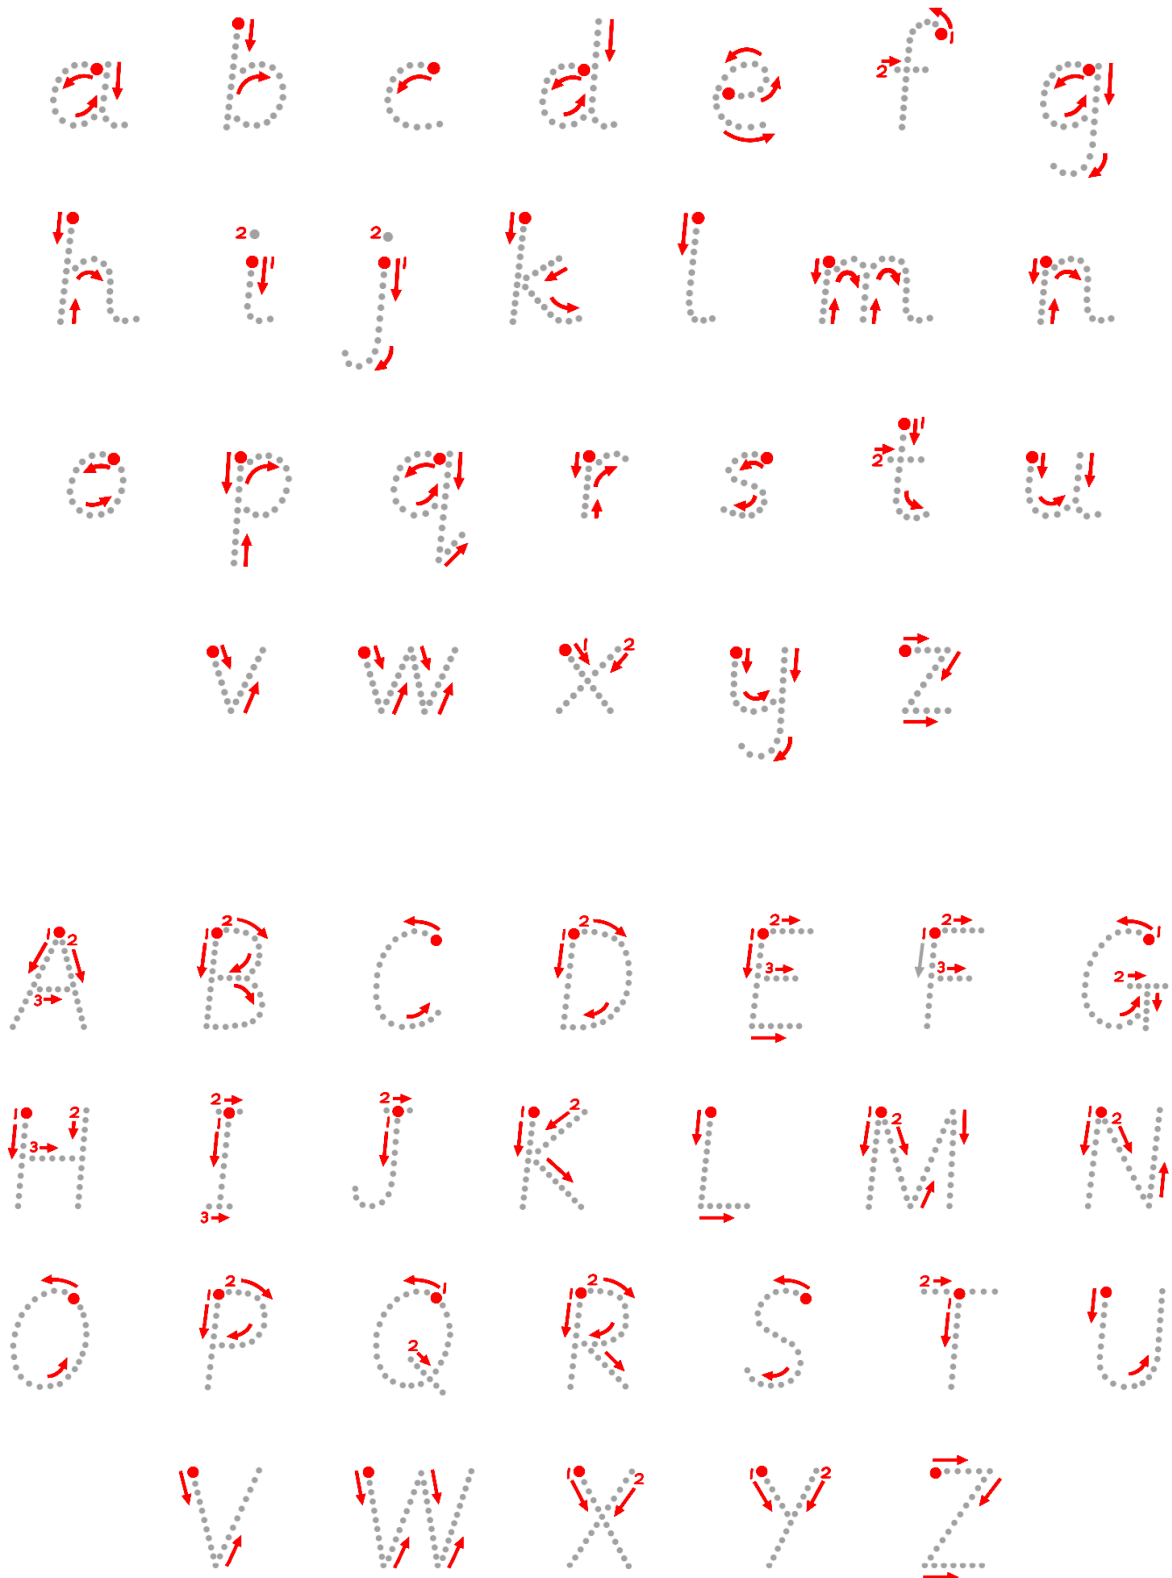 a b c d e f g
h i j k l m n
o p q r s t u
v w x y z
A B C D E F G
H I J K L M N
O P Q R S T U
V W X Y Z